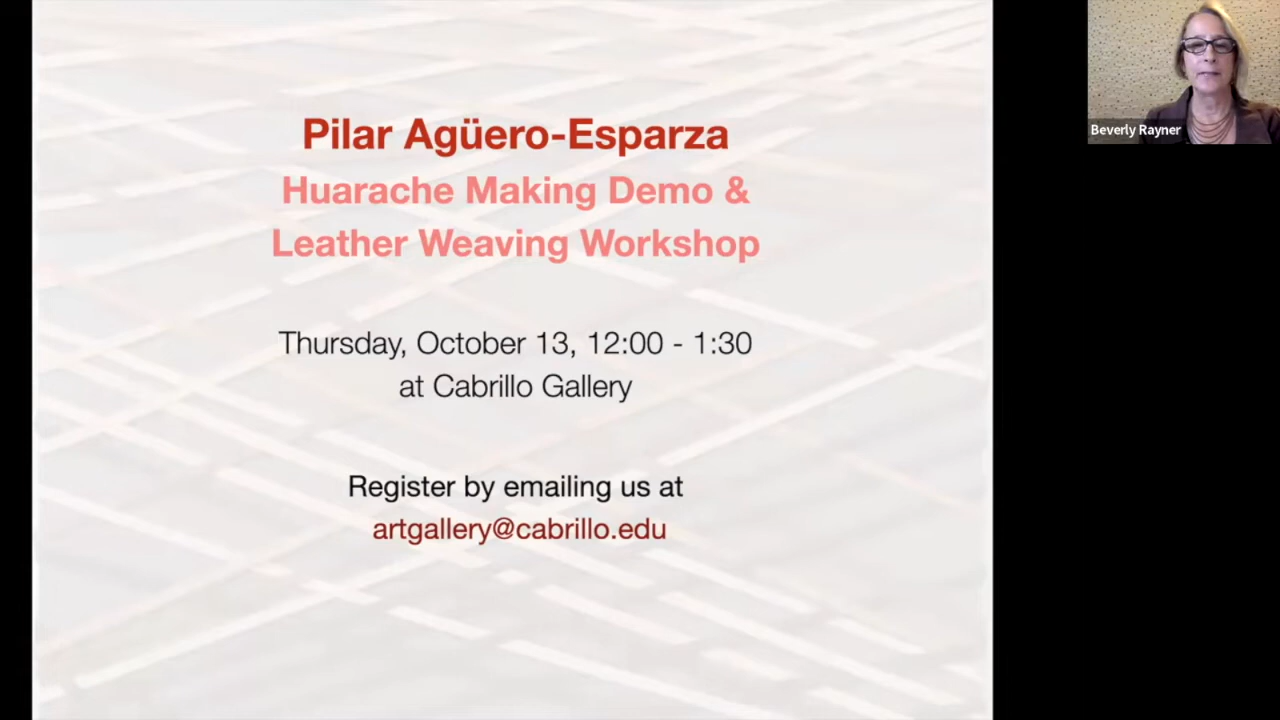 Pilar Agüero-Esparza
Huarache Making Demo &
Leather Weaving Workshop
Thursday, October 13, 12:00 - 1:30
at Cabrillo Gallery
Register by emailing us at
artgallery@cabrillo.edu
Beverly Rayner